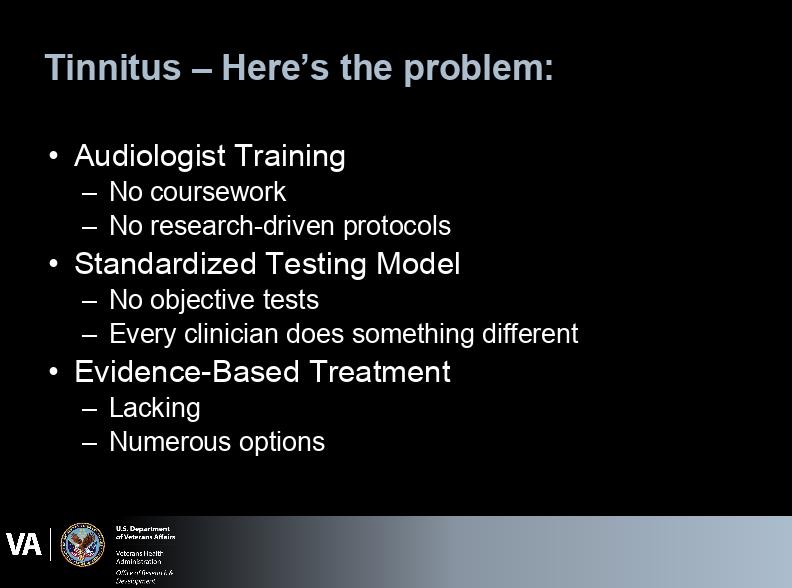 Tinnitus – Here’s the problem:
• Audiologist Training
– No coursework
– No research-driven protocols
• Standardized Testing Model
– No objective tests
– Every clinician does something different
• Evidence-Based Treatment
– Lacking
– Numerous options
VA
U.S. Department
of Veterans Affairs
Veterans Health
Administration
Office of Research &
Development